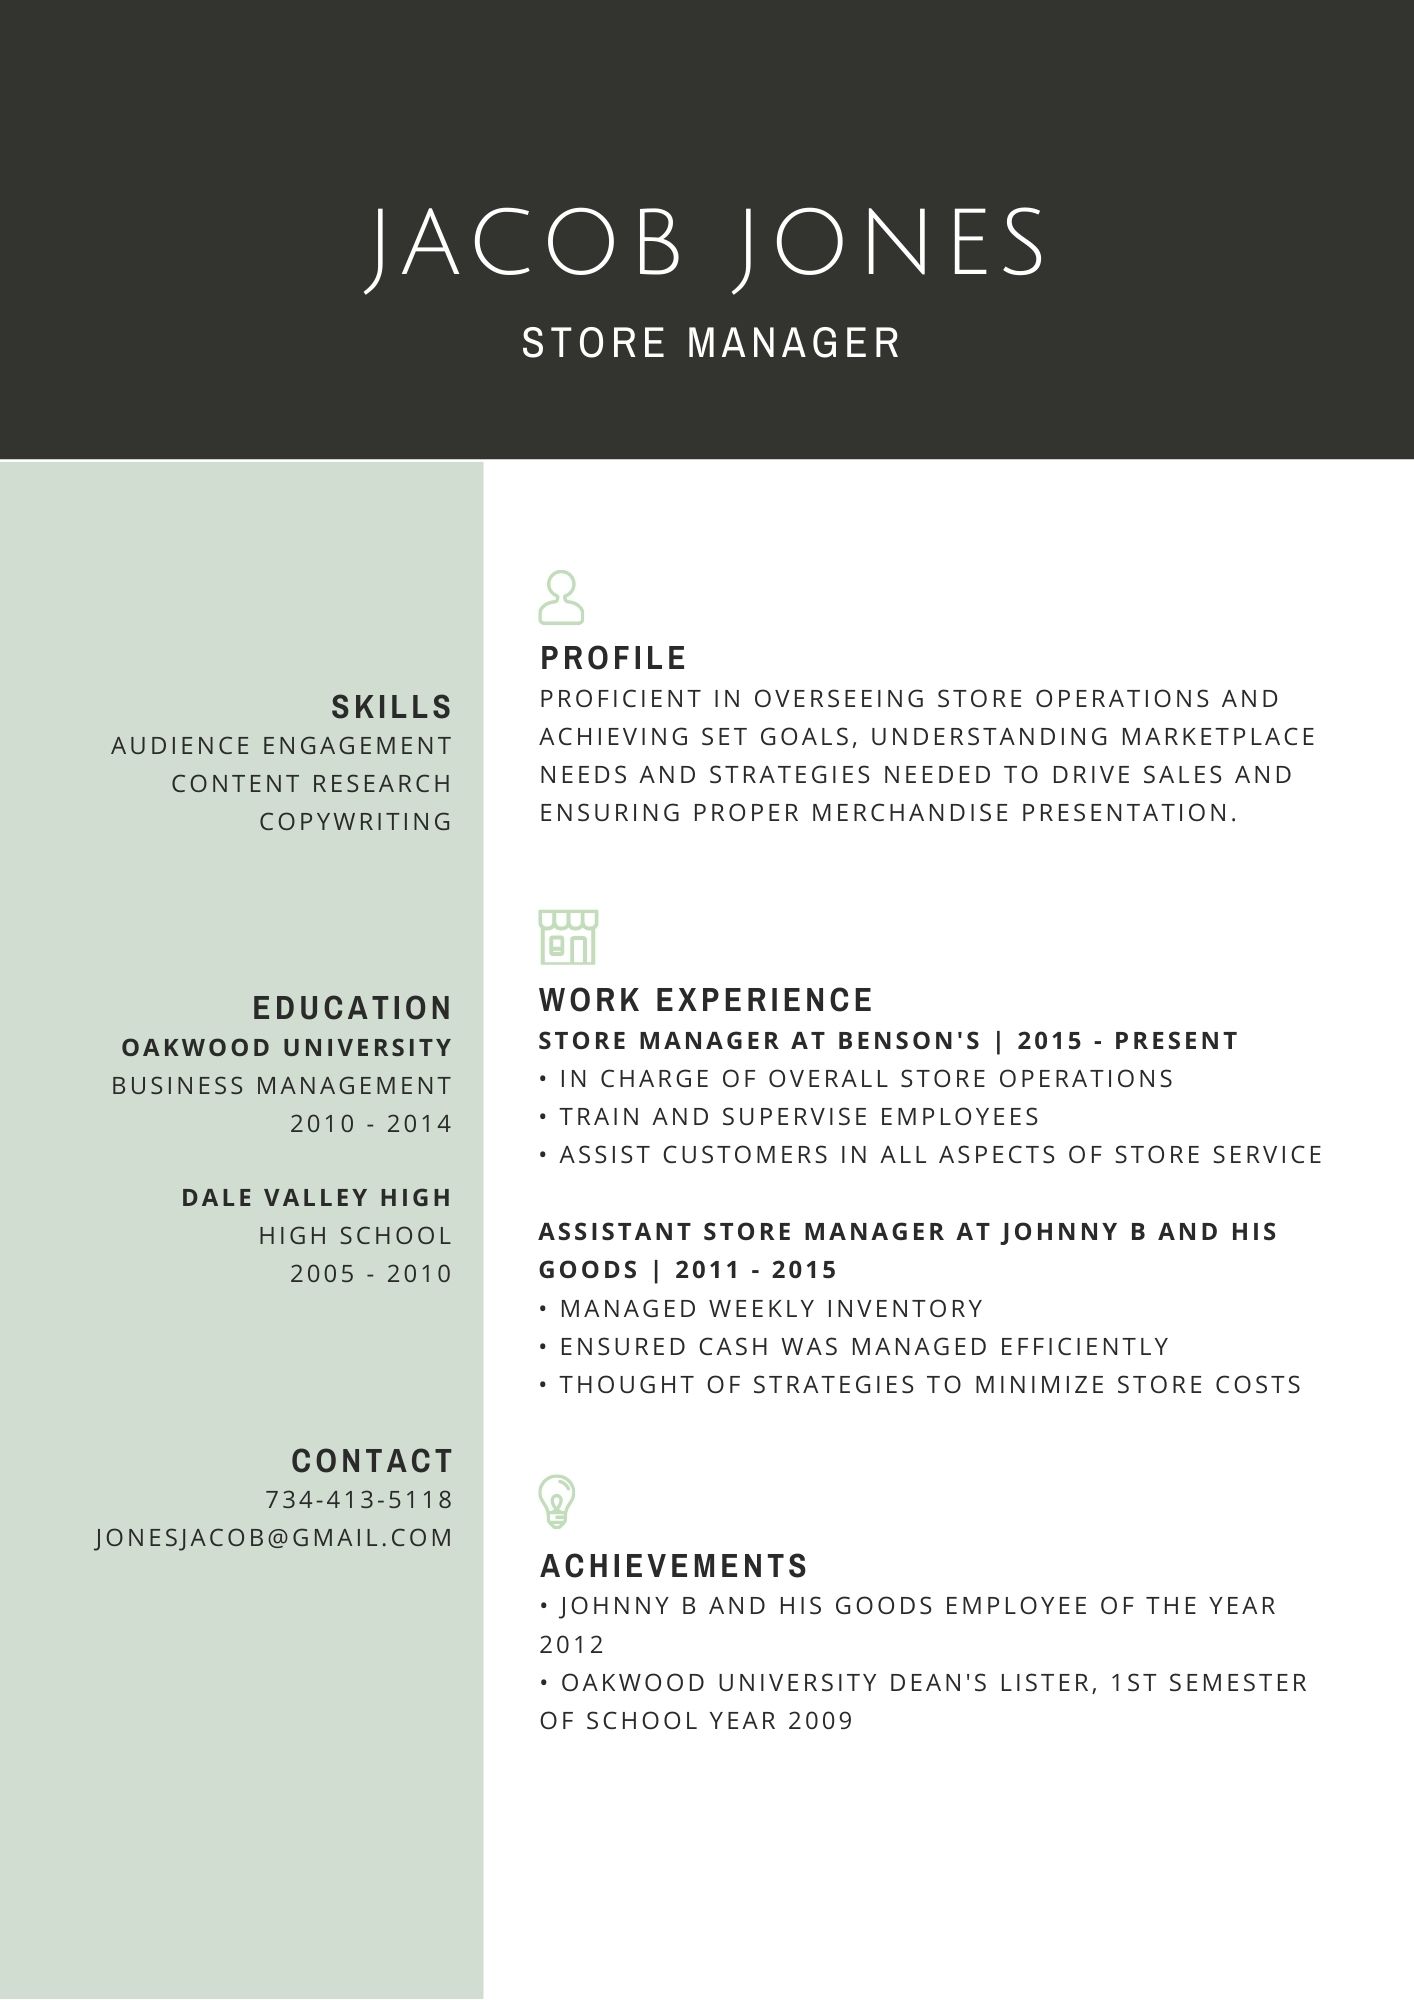 JACOB JONES
STORE MANAGER
SKILLS
AUDIENCE ENGAGEMENT
CONTENT RESEARCH
COPYWRITING
EDUCATION
OAKWOOD UNIVERSITY
BUSINESS MANAGEMENT
2010 - 2014
DALE VALLEY HIGH
HIGH SCHOOL
2005 - 2010
CONTACT
734-413-5118
JONESJACOB@GMAIL.COM
PROFILE
PROFICIENT IN OVERSEEING STORE OPERATIONS AND
ACHIEVING SET GOALS, UNDERSTANDING MARKETPLACE
NEEDS AND STRATEGIES NEEDED TO DRIVE SALES AND
ENSURING PROPER MERCHANDISE PRESENTATION.
WORK EXPERIENCE
STORE MANAGER AT BENSON'S | 2015 - PRESENT
• IN CHARGE OF OVERALL STORE OPERATIONS
• TRAIN AND SUPERVISE EMPLOYEES
• ASSIST CUSTOMERS IN ALL ASPECTS OF STORE SERVICE
ASSISTANT STORE MANAGER AT JOHNNY B AND HIS
GOODS | 2011 - 2015
• MANAGED WEEKLY INVENTORY
• ENSURED CASH WAS MANAGED EFFICIENTLY
• THOUGHT OF STRATEGIES TO MINIMIZE STORE COSTS
ACHIEVEMENTS
• JOHNNY B AND HIS GOODS EMPLOYEE OF THE YEAR
2012
• OAKWOOD UNIVERSITY DEAN'S LISTER, 1ST SEMESTER
OF SCHOOL YEAR 2009